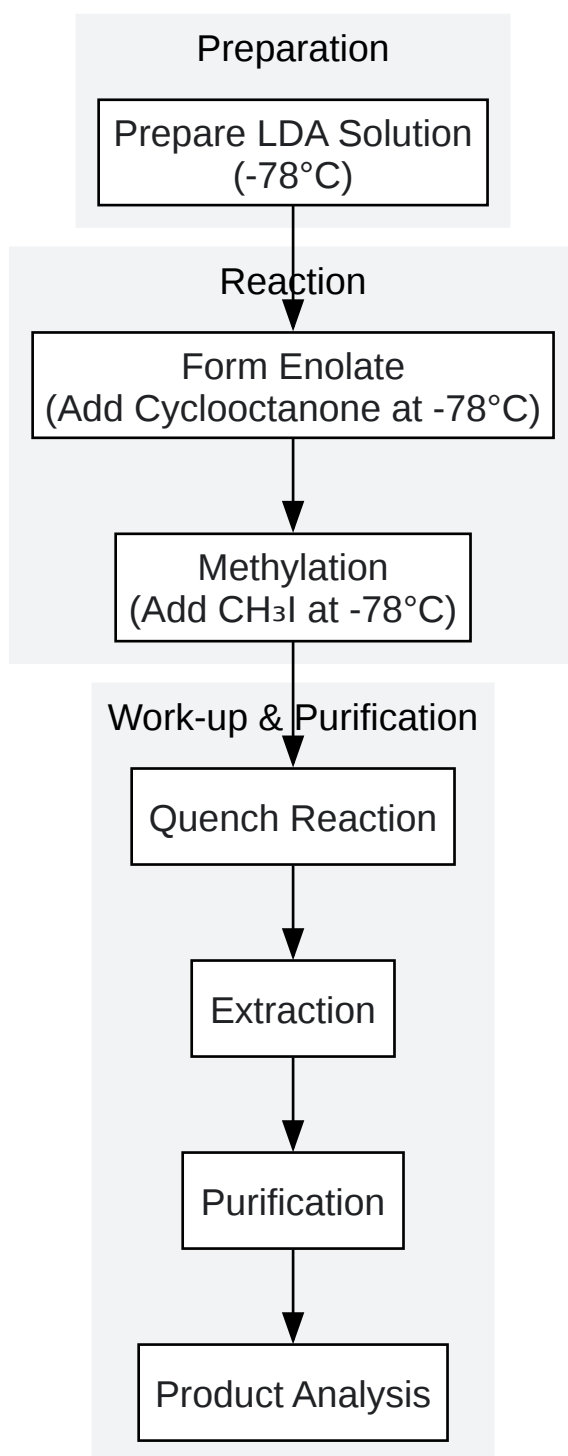 Preparation
Prepare LDA Solution
(-78°C)
Reaction
Form Enolate
(Add Cyclooctanone at -78°C)
Methylation
(Add CH₃I at -78°C)
Work-up & Purification
Quench Reaction
Extraction
Purification
Product Analysis